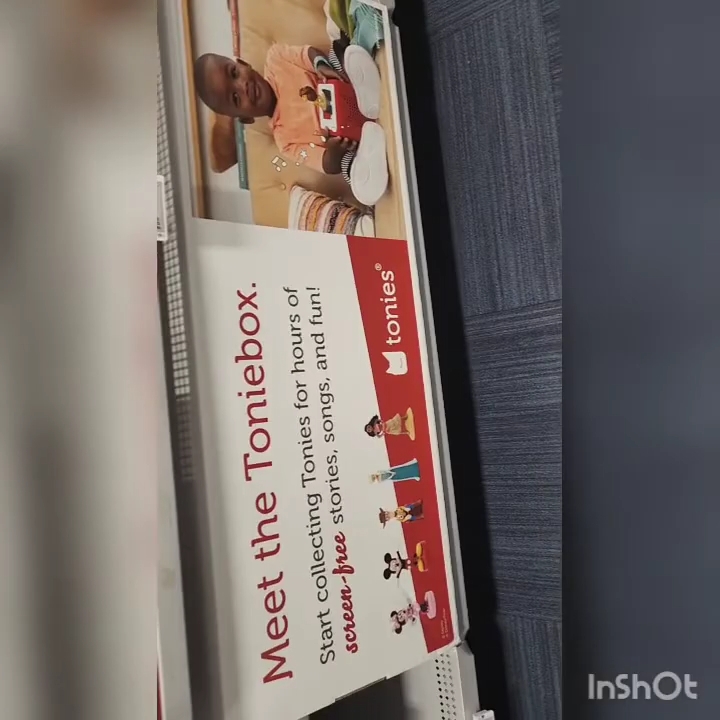 Meet the Toniebox.
Start collecting Tonies for hours of
screen-free stories, songs, and fun!
tonies®
InShOt